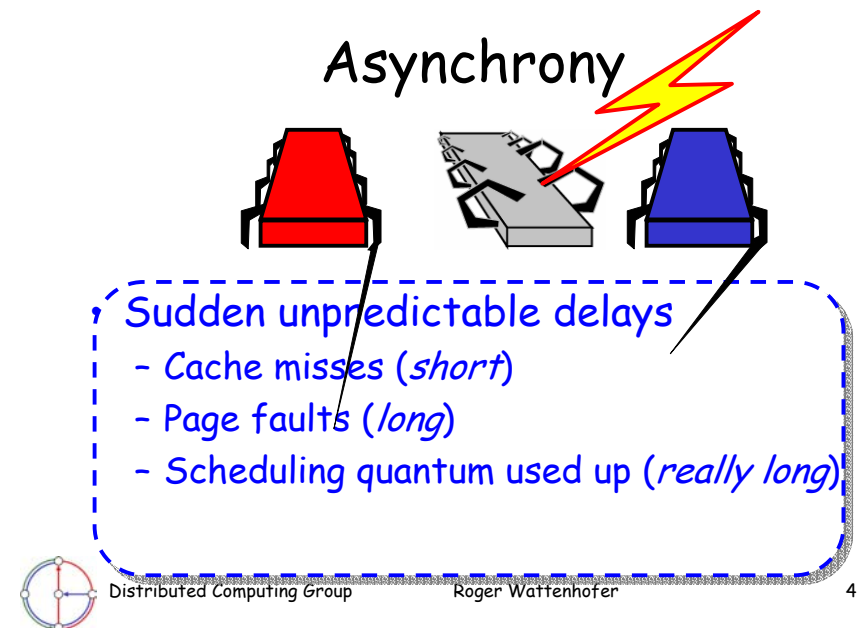 Asynchrony
• Sudden unpredictable delays
– Cache misses (short)
– Page faults (long)
– Scheduling quantum used up (really long)
Distributed Computing Group Roger Wattenhofer 4